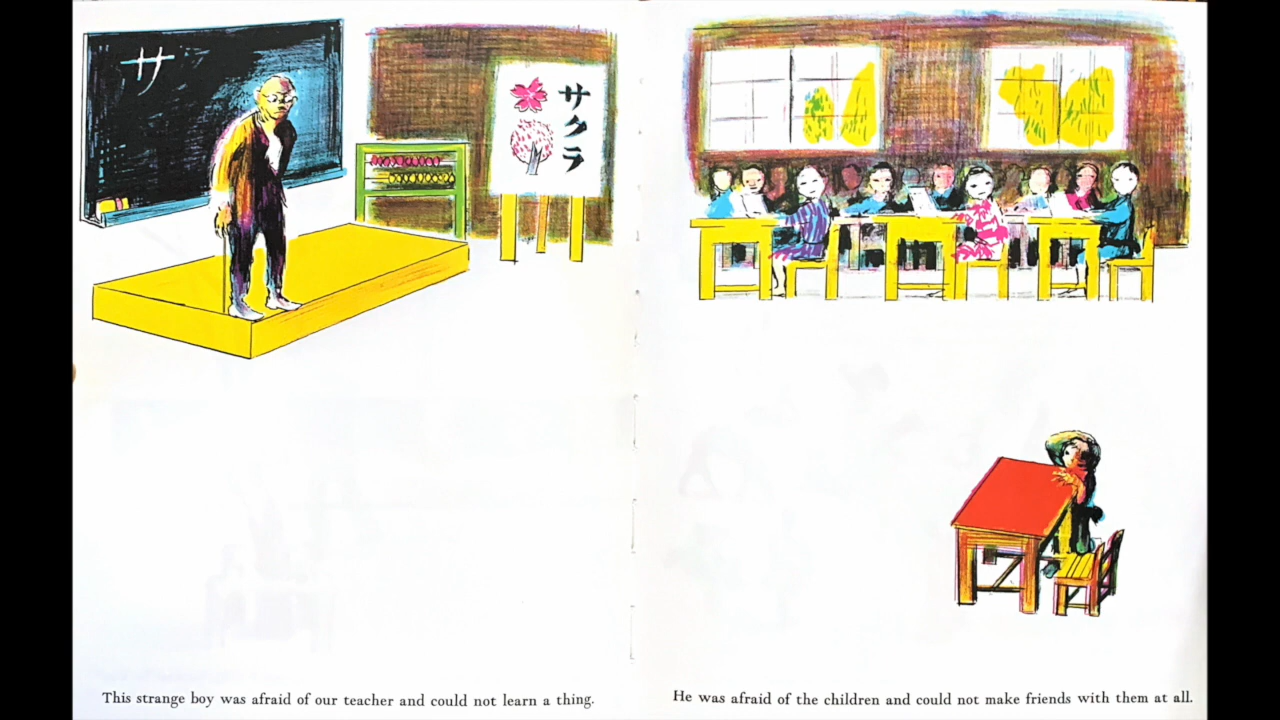 サ
サクラ
This strange boy was afraid of our teacher and could not learn a thing.
He was afraid of the children and could not make friends with them at all.